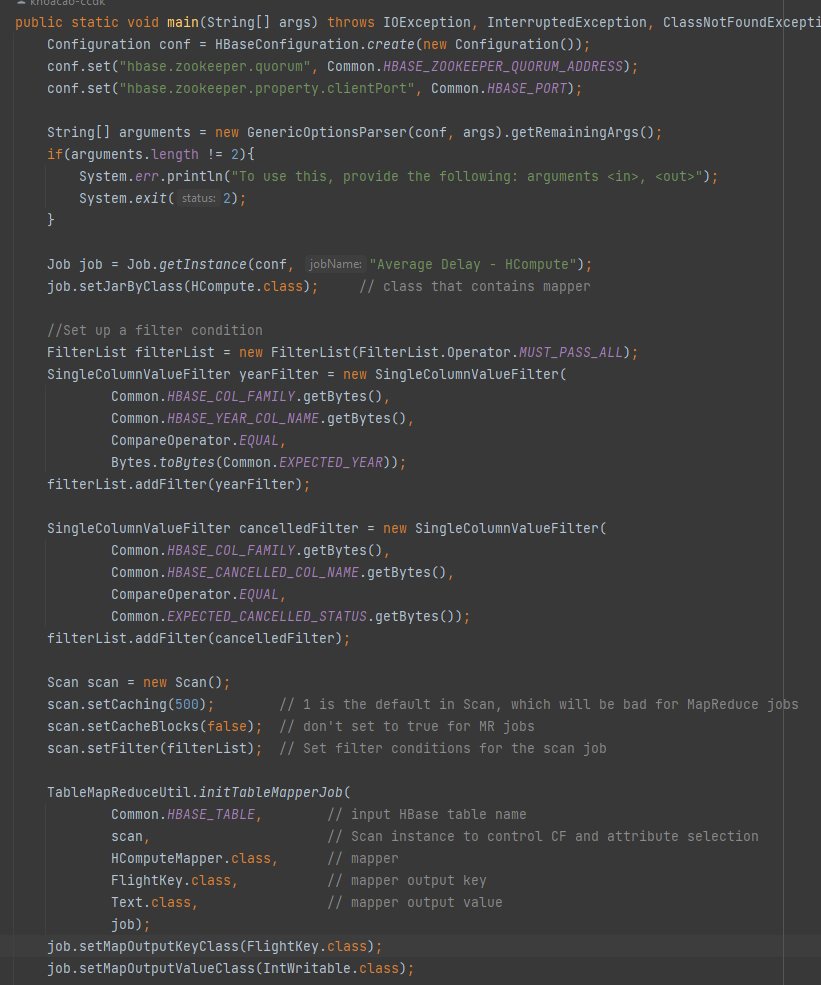 khoacao-ccdk
public static void main(String[] args) throws IOException, InterruptedException, ClassNotFoundExcepti
Configuration conf = HBaseConfiguration.create(new Configuration());
conf.set("hbase.zookeeper.quorum", Common.HBASE_ZOOKEEPER_QUORUM_ADDRESS);
conf.set("hbase.zookeeper.property.clientPort", Common.HBASE_PORT);
String[] arguments = new GenericOptionsParser(conf, args).getRemainingArgs();
if(arguments.length != 2){
System.err.println("To use this, provide the following: arguments <in>, <out>");
System.exit( status: 2);
}
Job job = Job.getInstance(conf, jobName: "Average Delay - HCompute");
job.setJarByClass(HCompute.class); // class that contains mapper
//Set up a filter condition
FilterList filterList = new FilterList(FilterList.Operator.MUST_PASS_ALL);
SingleColumnValueFilter yearFilter = new SingleColumnValueFilter(
Common.HBASE_COL_FAMILY.getBytes(),
Common.HBASE_YEAR_COL_NAME.getBytes(),
CompareOperator.EQUAL,
Bytes.toBytes(Common.EXPECTED_YEAR));
filterList.addFilter(yearFilter);
SingleColumnValueFilter cancelledFilter = new SingleColumnValueFilter(
Common.HBASE_COL_FAMILY.getBytes(),
Common.HBASE_CANCELLED_COL_NAME.getBytes(),
CompareOperator.EQUAL,
Common.EXPECTED_CANCELLED_STATUS.getBytes());
filterList.addFilter(cancelledFilter);
Scan scan = new Scan();
scan.setCaching(500); // 1 is the default in Scan, which will be bad for MapReduce jobs
scan.setCacheBlocks(false); // don't set to true for MR jobs
scan.setFilter(filterList); // Set filter conditions for the scan job
TableMapReduceUtil.initTableMapperJob(
Common.HBASE_TABLE, // input HBase table name
scan, // Scan instance to control CF and attribute selection
HComputeMapper.class, // mapper
FlightKey.class, // mapper output key
Text.class, // mapper output value
job);
job.setMapOutputKeyClass(FlightKey.class);
job.setMapOutputValueClass(IntWritable.class);